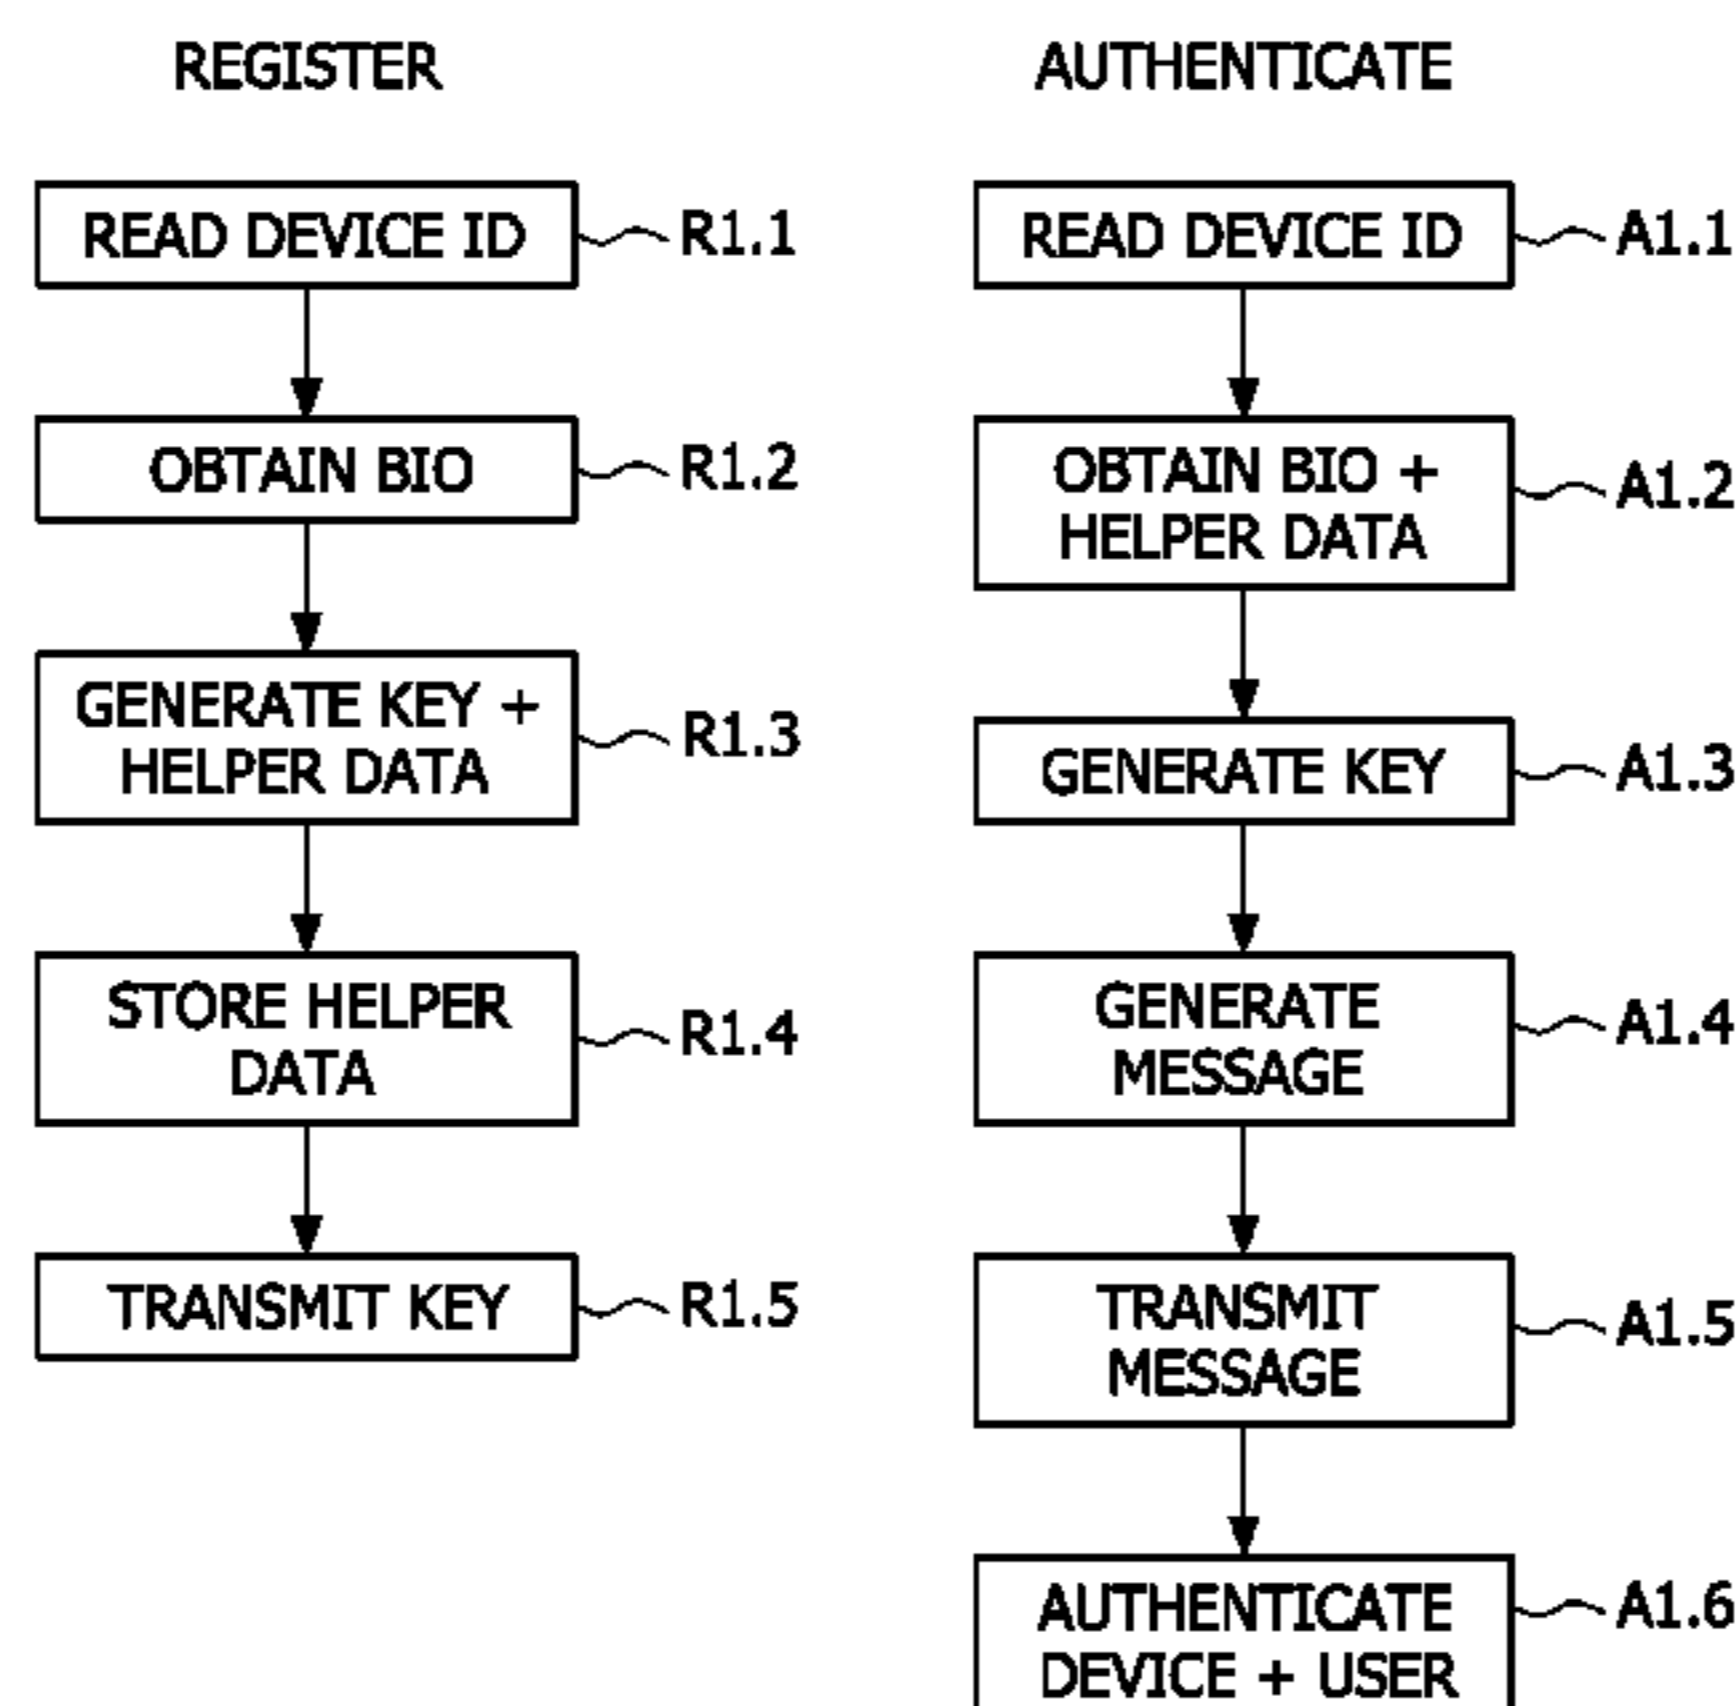 REGISTER
READ DEVICE ID
R1.1
OBTAIN BIO
R1.2
GENERATE KEY +
HELPER DATA
R1.3
STORE HELPER
DATA
R1.4
TRANSMIT KEY
R1.5
AUTHENTICATE
READ DEVICE ID
A1.1
OBTAIN BIO +
HELPER DATA
A1.2
GENERATE KEY
A1.3
GENERATE
MESSAGE
A1.4
TRANSMIT
MESSAGE
A1.5
AUTHENTICATE
DEVICE + USER
A1.6